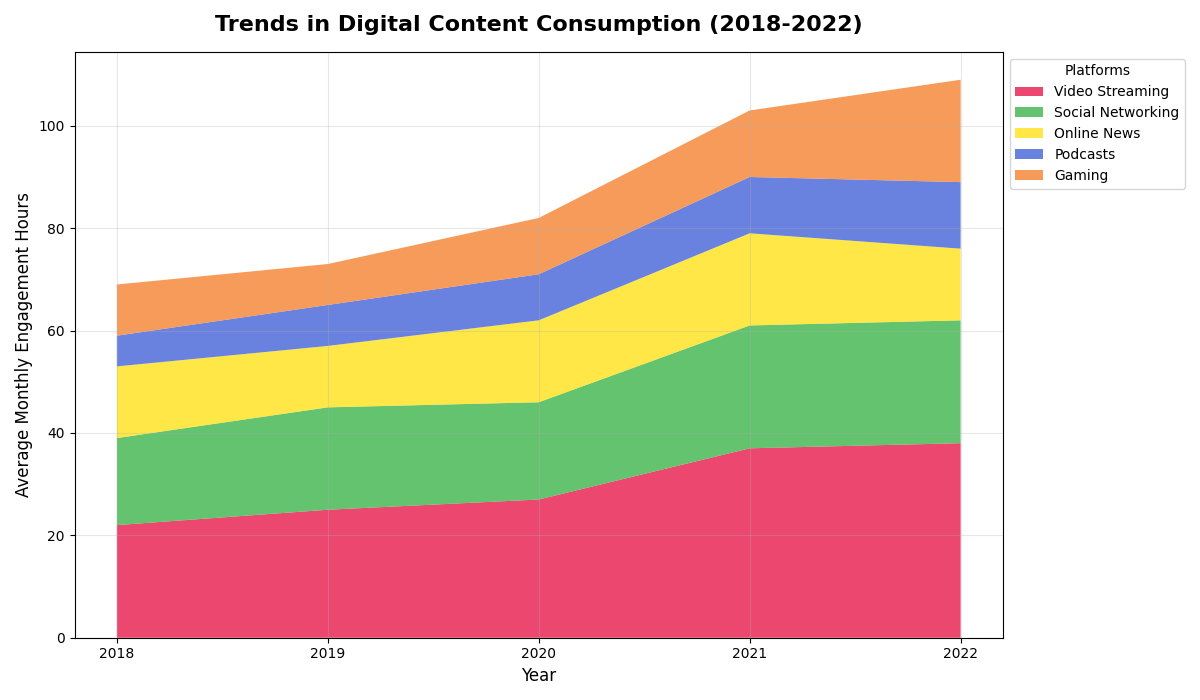 Trends in Digital Content Consumption (2018-2022)
Platforms
Video Streaming
Social Networking
Online News
Podcasts
Gaming
Average Monthly Engagement Hours
100
80
60
40
20
0
2018 2019 2020 2021 2022
Year